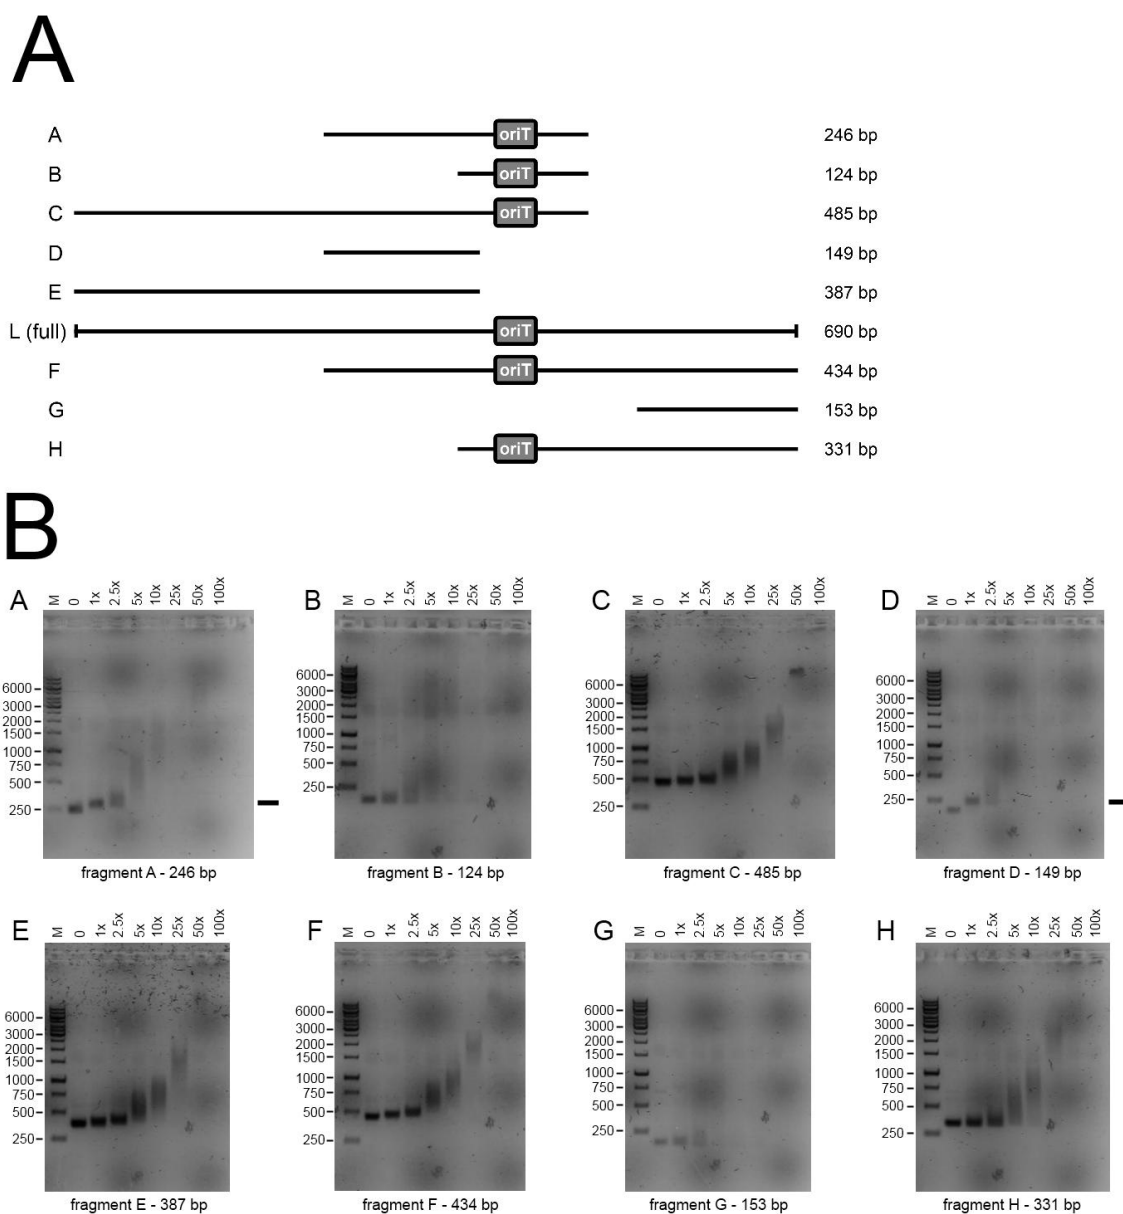 A
A oriT 246 bp
B oriT 124 bp
C oriT 485 bp
D 149 bp
E 387 bp
L (full) oriT 690 bp
F oriT 434 bp
G 153 bp
H oriT 331 bp
B
A
M 0 1x 2.5x 5x 10x 25x 50x 100x
6000
3000
2000
1500
1000
750
500
250
fragment A - 246 bp
B
M 0 1x 2.5x 5x 10x 25x 50x 100x
6000
3000
2000
1500
1000
750
500
250
fragment B - 124 bp
C
M 0 1x 2.5x 5x 10x 25x 50x 100x
6000
3000
2000
1500
1000
750
500
250
fragment C - 485 bp
D
M 0 1x 2.5x 5x 10x 25x 50x 100x
6000
3000
2000
1500
1000
750
500
250
fragment D - 149 bp
E
M 0 1x 2.5x 5x 10x 25x 50x 100x
6000
3000
2000
1500
1000
750
500
250
fragment E - 387 bp
F
M 0 1x 2.5x 5x 10x 25x 50x 100x
6000
3000
2000
1500
1000
750
500
250
fragment F - 434 bp
G
M 0 1x 2.5x 5x 10x 25x 50x 100x
6000
3000
2000
1500
1000
750
500
250
fragment G - 153 bp
H
M 0 1x 2.5x 5x 10x 25x 50x 100x
6000
3000
2000
1500
1000
750
500
250
fragment H - 331 bp